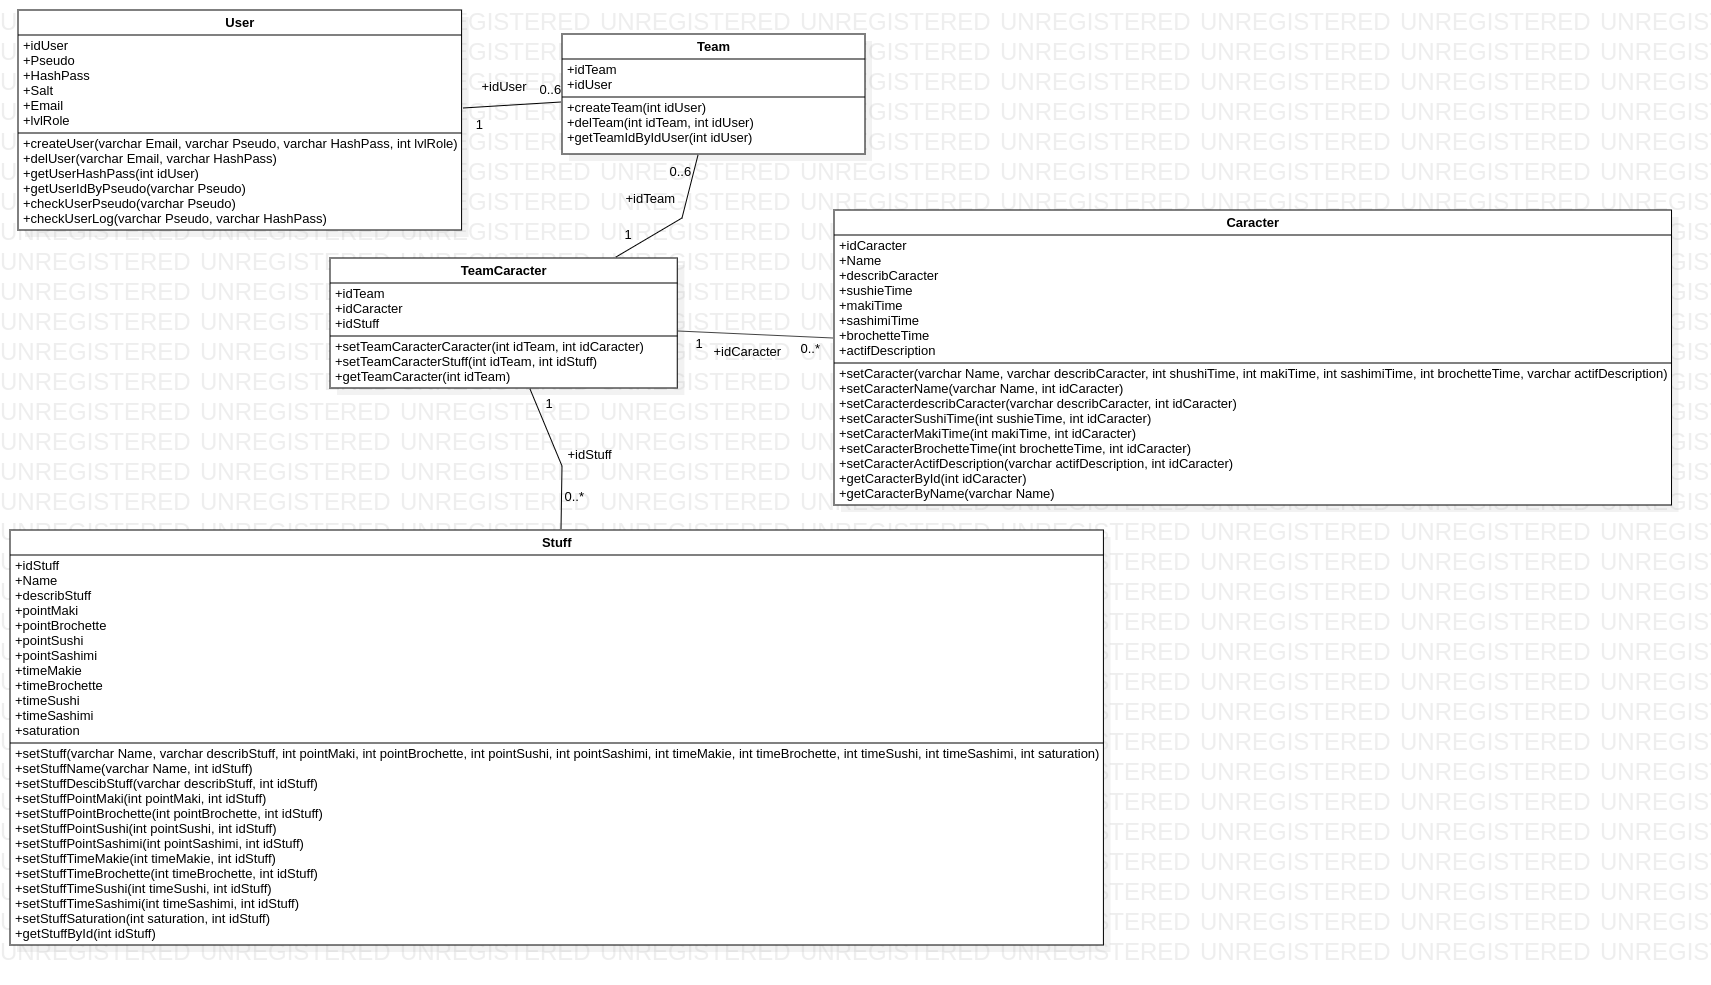 User
+idUser
+Pseudo
+HashPass
+Salt
+Email
+lvlRole
+createUser(varchar Email, varchar Pseudo, varchar HashPass, int lvlRole)
+delUser(varchar Email, varchar HashPass)
+getUserHashPass(int idUser)
+getUserIdByPseudo(varchar Pseudo)
+checkUserPseudo(varchar Pseudo)
+checkUserLog(varchar Pseudo, varchar HashPass)
+idUser
0..6
1
Team
+idTeam
+idUser
+createTeam(int idUser)
+delTeam(int idTeam, int idUser)
+getTeamIdByIdUser(int idUser)
0..6
+idTeam
1
TeamCaracter
+idTeam
+idCaracter
+idStuff
+setTeamCaracterCaracter(int idTeam, int idCaracter)
+setTeamCaracterStuff(int idTeam, int idStuff)
+getTeamCaracter(int idTeam)
1
+idCaracter
0..*
Caracter
+idCaracter
+Name
+describCaracter
+sushieTime
+makiTime
+sashimiTime
+brochetteTime
+actifDescription
+setCaracter(varchar Name, varchar describCaracter, int shushiTime, int makiTime, int sashimiTime, int brochetteTime, varchar actifDescription)
+setCaracterName(varchar Name, int idCaracter)
+setCaracterdescribCaracter(varchar describCaracter, int idCaracter)
+setCaracterSushiTime(int sushieTime, int idCaracter)
+setCaracterMakiTime(int makiTime, int idCaracter)
+setCaracterBrochetteTime(int brochetteTime, int idCaracter)
+setCaracterActifDescription(varchar actifDescription, int idCaracter)
+getCaracterById(int idCaracter)
+getCaracterByName(varchar Name)
1
+idStuff
0..*
Stuff
+idStuff
+Name
+describStuff
+pointMaki
+pointBrochette
+pointSushi
+pointSashimi
+timeMakie
+timeBrochette
+timeSushi
+timeSashimi
+saturation
+setStuff(varchar Name, varchar describStuff, int pointMaki, int pointBrochette, int pointSushi, int pointSashimi, int timeMakie, int timeBrochette, int timeSushi, int timeSashimi, int saturation)
+setStuffName(varchar Name, int idStuff)
+setStuffDescibStuff(varchar describStuff, int idStuff)
+setStuffPointMaki(int pointMaki, int idStuff)
+setStuffPointBrochette(int pointBrochette, int idStuff)
+setStuffPointSushi(int pointSushi, int idStuff)
+setStuffPointSashimi(int pointSashimi, int idStuff)
+setStuffTimeMakie(int timeMakie, int idStuff)
+setStuffTimeBrochette(int timeBrochette, int idStuff)
+setStuffTimeSushi(int timeSushi, int idStuff)
+setStuffTimeSashimi(int timeSashimi, int idStuff)
+setStuffSaturation(int saturation, int idStuff)
+getStuffById(int idStuff)
UNREGISTERED